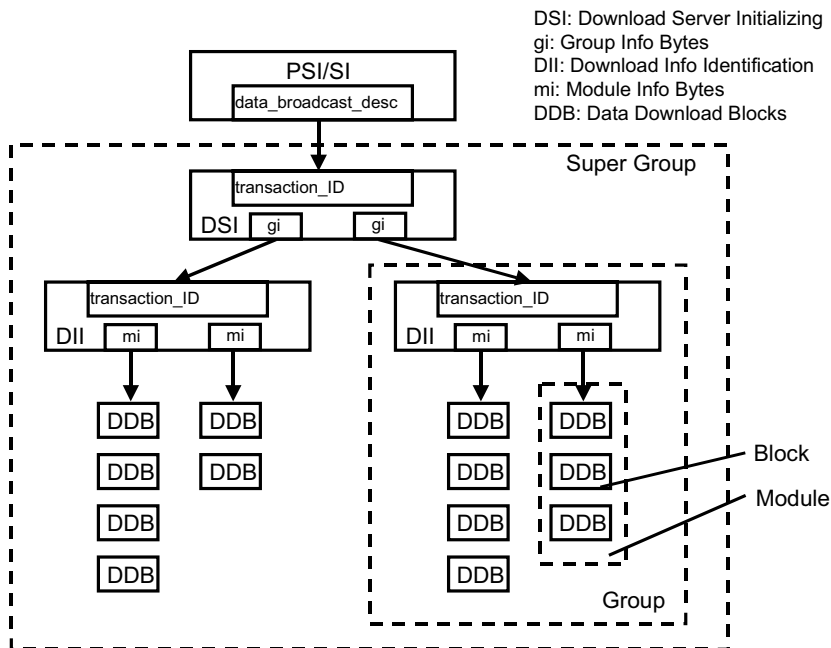 DSI: Download Server Initializing
gi: Group Info Bytes
DII: Download Info Identification
mi: Module Info Bytes
DDB: Data Download Blocks
PSI/SI
data_broadcast_desc
Super Group
transaction_ID
DSI gi gi
transaction_ID transaction_ID
DII mi mi DII mi mi
DDB DDB DDB DDB
DDB DDB DDB DDB
DDB DDB DDB
DDB DDB
Block
Module
Group